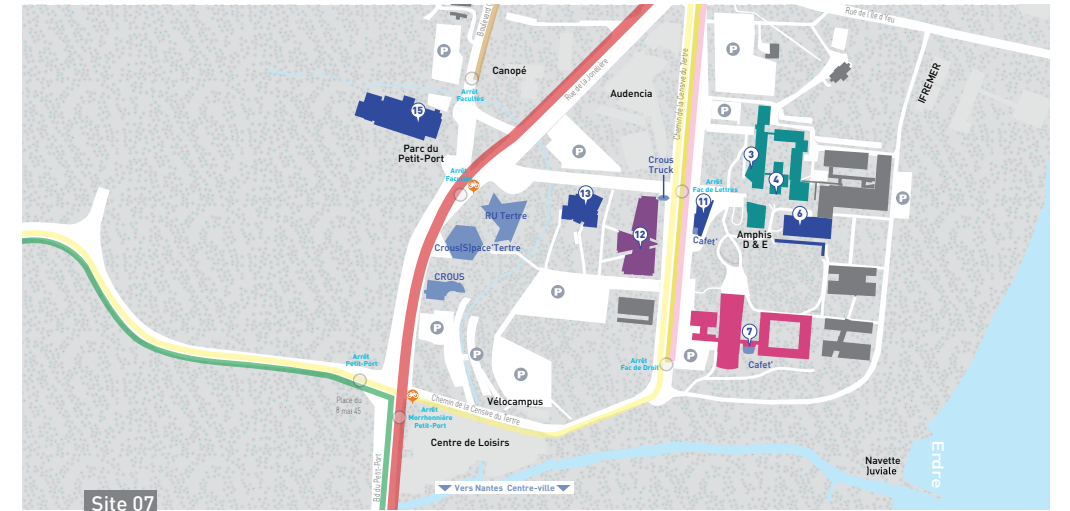 Rue de l'Île d'Yeu
Boulevard
P
Canopé
Arrêt
Facultés
Rue de la Jonelière
Audencia
Chemin de la Censive du Tertre
P
IFREMER
15
Parc du
Petit-Port
P
Crous
Truck
3
4
Arrêt
Facultés
Arrêt
Fac de Lettres
13
11
P
RU Tertre
6
12
Crous(S)pace'Tertre
Cafet'
Amphis
D & E
CROUS
P
P
7
P
P
Arrêt
Petit-Port
Arrêt
Fac de Droit
Cafet'
P
Place du
8 mai 45
Chemin de la Censive du Tertre
Vélocampus
Arrêt
Morrhonnière
Petit-Port
Centre de Loisirs
Bd du Petit-Port
Erdre
Navette
Juviale
Vers Nantes Centre-ville
Site 07